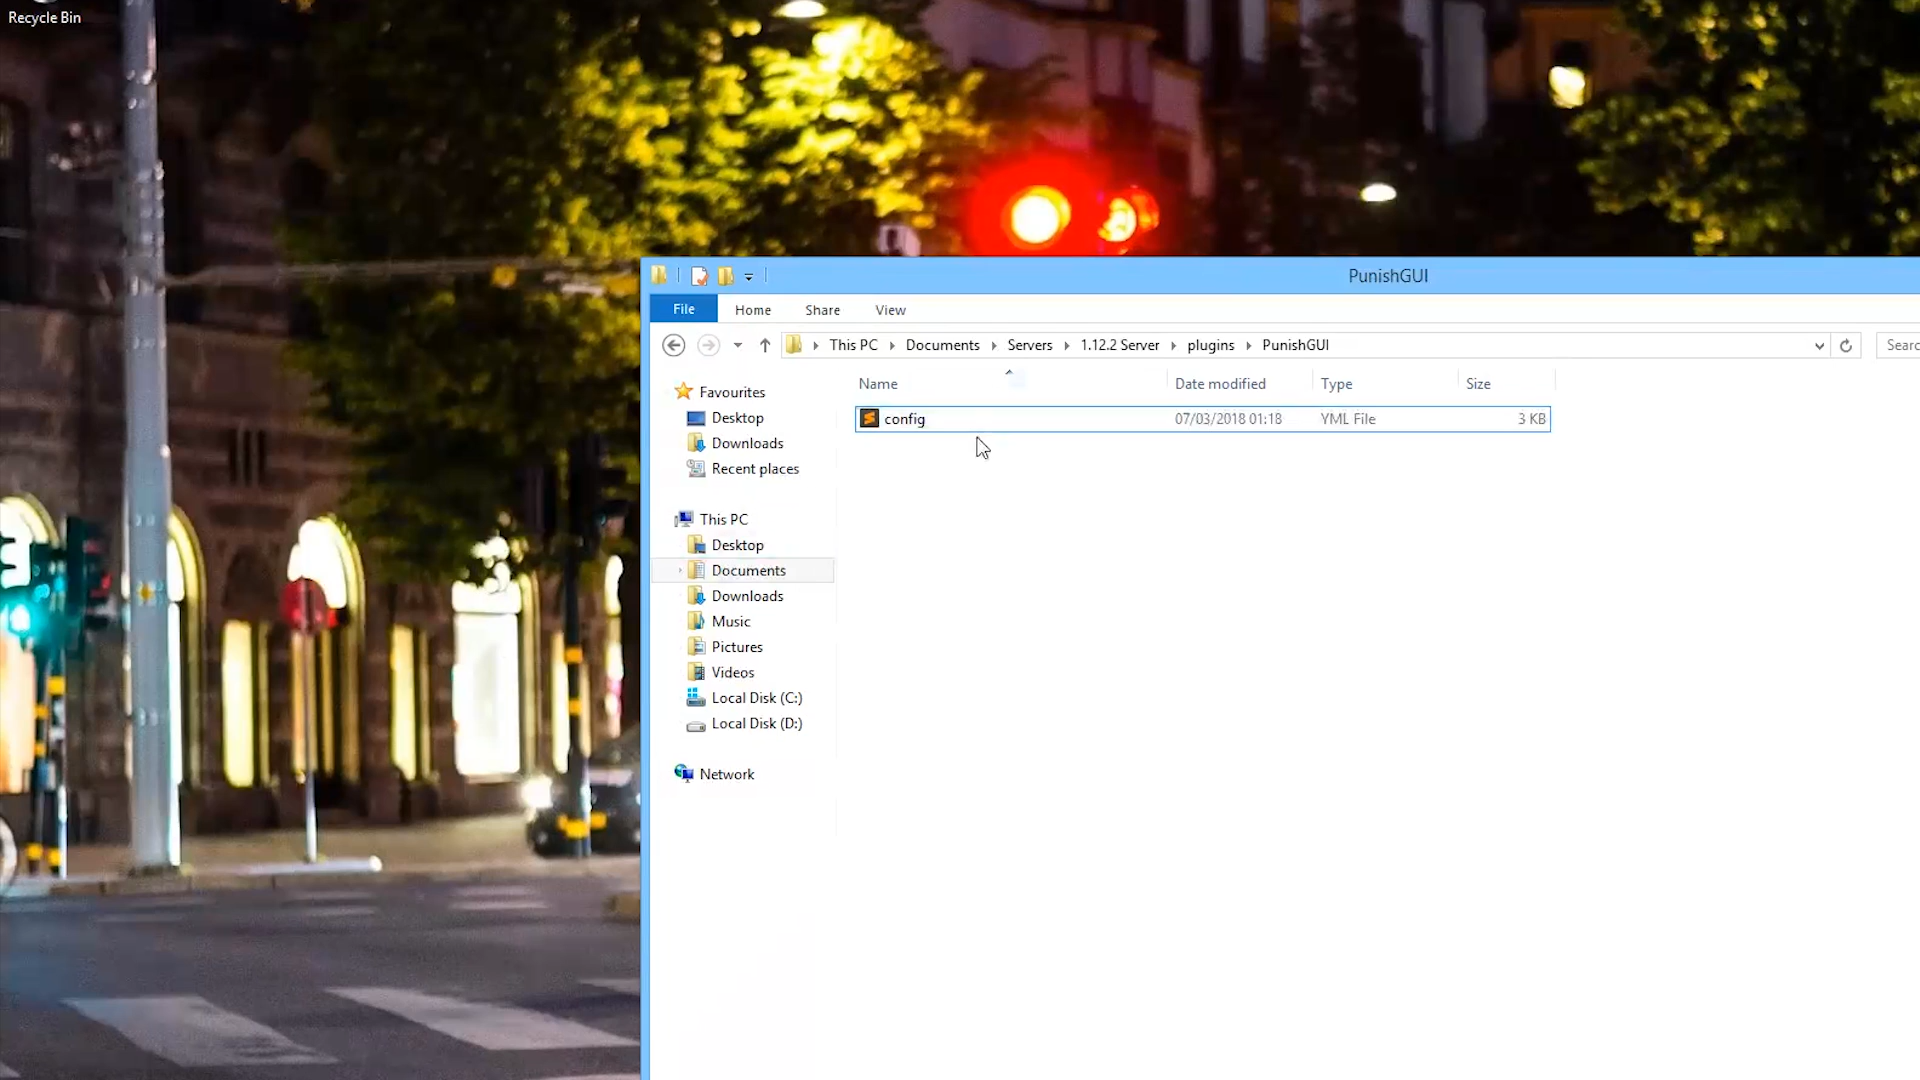 Recycle Bin
PunishGUI
File Home Share View
This PC Documents Servers 1.12.2 Server plugins PunishGUI
Searc
Name Date modified Type Size
config 07/03/2018 01:18 YML File 3 KB
Favourites
Desktop
Downloads
Recent places
This PC
Desktop
Documents
Downloads
Music
Pictures
Videos
Local Disk (C:)
Local Disk (D:)
Network